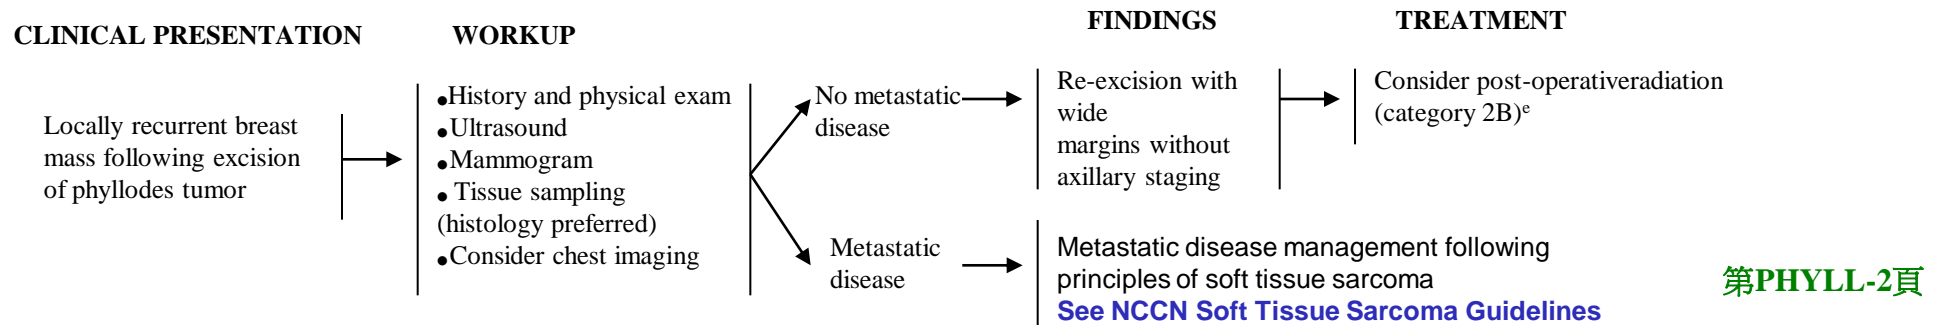 CLINICAL PRESENTATION
WORKUP
FINDINGS
TREATMENT
Locally recurrent breast
mass following excision
of phyllodes tumor
●History and physical exam
●Ultrasound
●Mammogram
● Tissue sampling
(histology preferred)
●Consider chest imaging
No metastatic
disease
Re-excision with
wide
margins without
axillary staging
Consider post-operativeradiation
(category 2B)ᵉ
Metastatic
disease
Metastatic disease management following
principles of soft tissue sarcoma
See NCCN Soft Tissue Sarcoma Guidelines
第PHYLL-2頁